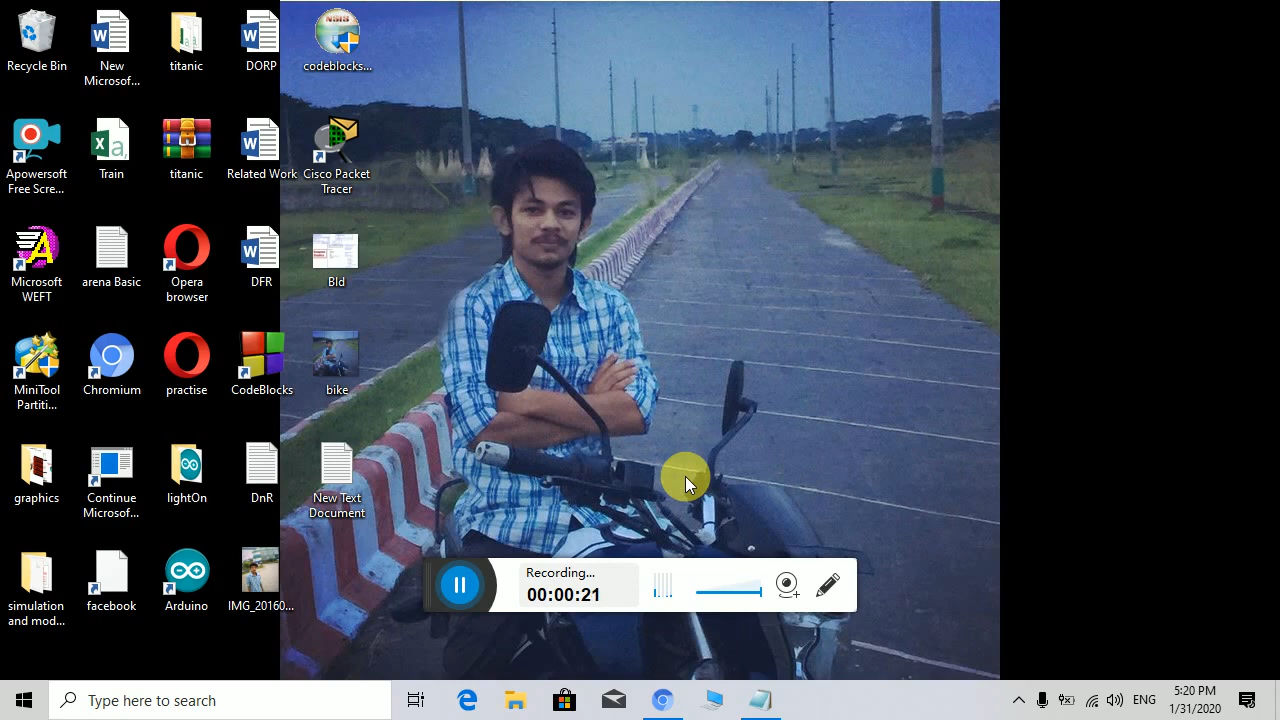 Recycle Bin
New
Microsof...
titanic
DORP
NSIS
codeblocks...
Apowersoft
Free Scre...
Train
titanic
Related Work
Cisco Packet
Tracer
Microsoft
WEFT
arena Basic
Opera
browser
DFR
Bld
MiniTool
Partiti...
Chromium
practise
CodeBlocks
bike
graphics
Continue
Microsof...
lightOn
DnR
New Text
Document
simulation
and mod...
facebook
Arduino
IMG_20160...
Recording...
00:00:21
Type here to search
ENG
5:20 PM
1/31/2020